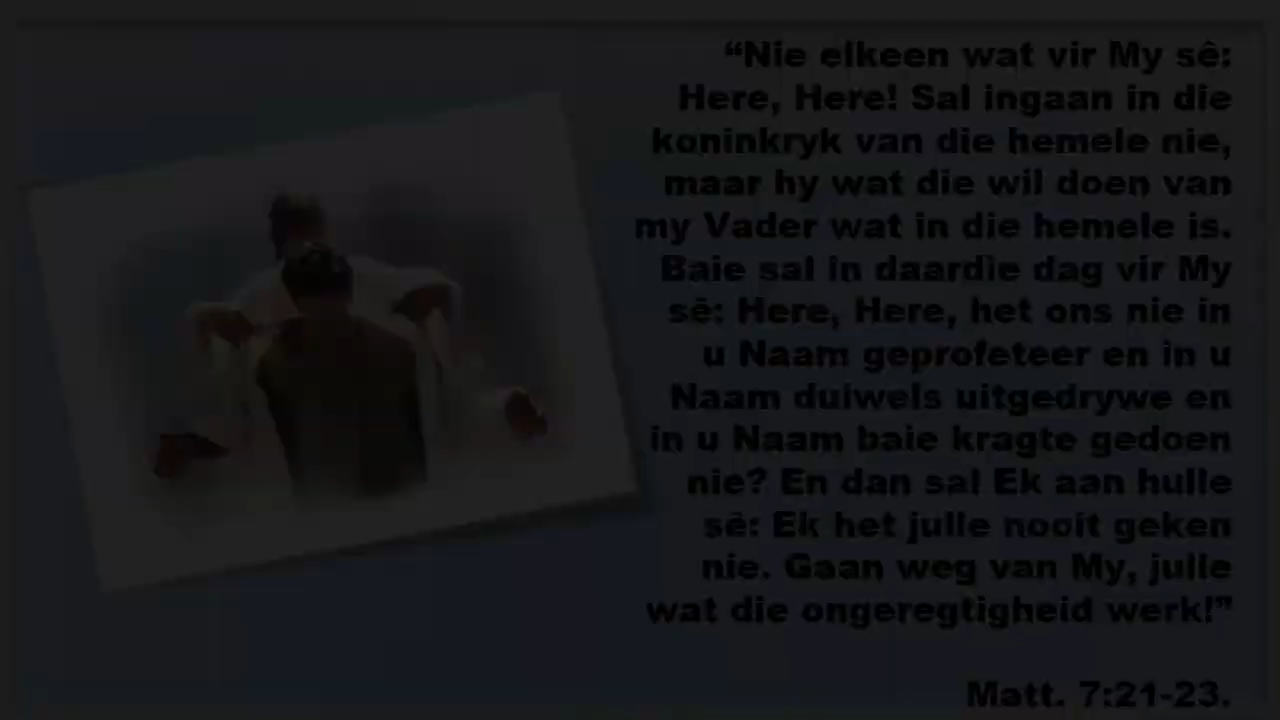 “Nie elkeen wat vir My sê:
Here, Here! Sal ingaan in die
koninkryk van die hemele nie,
maar hy wat die wil doen van
my Vader wat in die hemele is.
Baie sal in daardie dag vir My
sê: Here, Here, het ons nie in
u Naam geprofeteer en in u
Naam duiwels uitgedrywe en
in u Naam baie kragte gedoen
nie? En dan sal Ek aan hulle
sê: Ek het julle nooit geken
nie. Gaan weg van My, julle
wat die ongeregtigheid werk!”
Matt. 7:21-23.